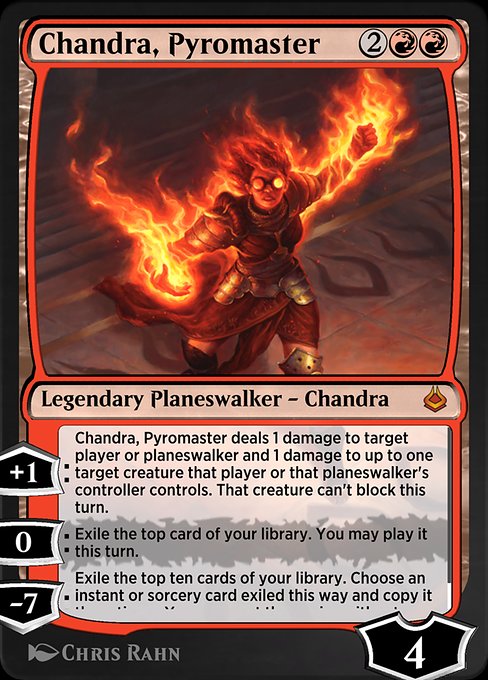 Chandra, Pyromaster 2
Legendary Planeswalker – Chandra
+1
Chandra, Pyromaster deals 1 damage to target
player or planeswalker and 1 damage to up to one
target creature that player or that planeswalker's
controller controls. That creature can't block this
turn.
0
Exile the top card of your library. You may play it
this turn.
-7
Exile the top ten cards of your library. Choose an
instant or sorcery card exiled this way and copy it
4
Chris Rahn